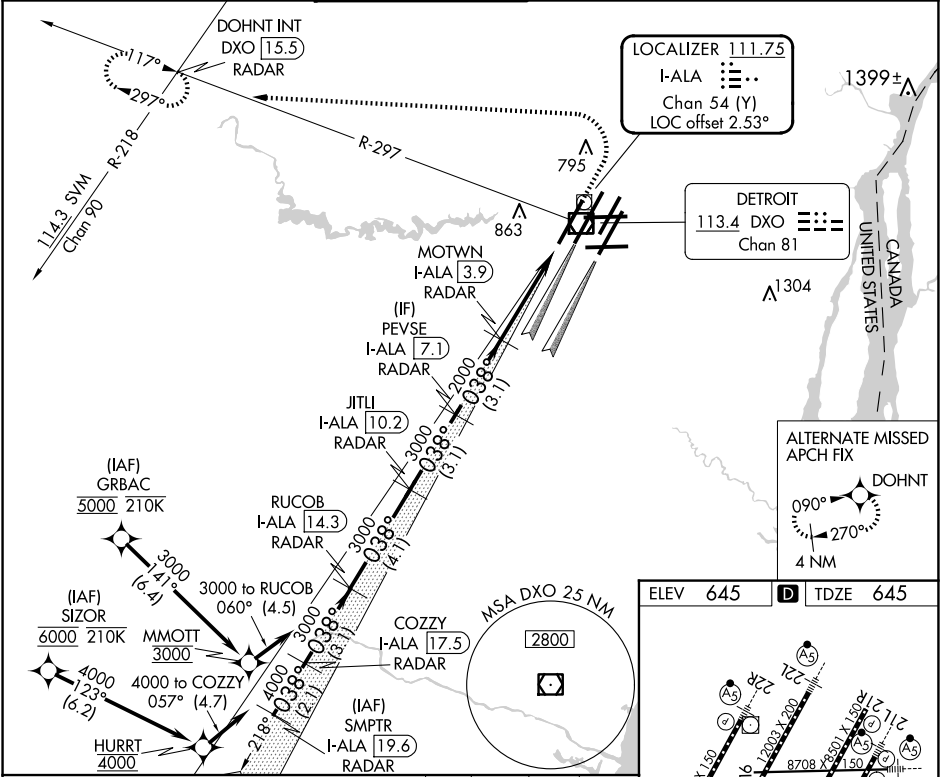 DOHNT INT
DXO 15.5
RADAR
117°
297°
R-218
114.3 SVM
Chan 90
R-297
LOCALIZER 111.75
I-ALA
Chan 54 (Y)
LOC offset 2.53°
1399±
795
863
DETROIT
113.4 DXO
Chan 81
1304
CANADA
UNITED STATES
MOTWN
I-ALA 3.9
RADAR
(IF)
PEVSE
I-ALA 7.1
RADAR
2000
038°
(3.1)
JITLI
I-ALA 10.2
RADAR
3000
038°
(3.1)
RUCOB
I-ALA 14.3
RADAR
3000
038°
(4.1)
(IAF)
GRBAC
5000 210K
3000
141°
(6.4)
3000 to RUCOB
060° (4.5)
MMOTT
3000
3000
038°
(3.1)
COZZY
I-ALA 17.5
RADAR
(IAF)
SIZOR
6000 210K
4000
123°
(6.2)
4000 to COZZY
057° (4.7)
HURRT
4000
4000
038°
(2.1)
218°
(IAF)
SMPTR
I-ALA 19.6
RADAR
MSA DXO 25 NM
2800
ALTERNATE MISSED
APCH FIX
DOHNT
090°
270°
4 NM
ELEV 645 D TDZE 645
A5
22R
22L
A5
21R
21L
A5
A5
P
P
P
X 150
12003 X 200
8501 X 150
8708 X 150